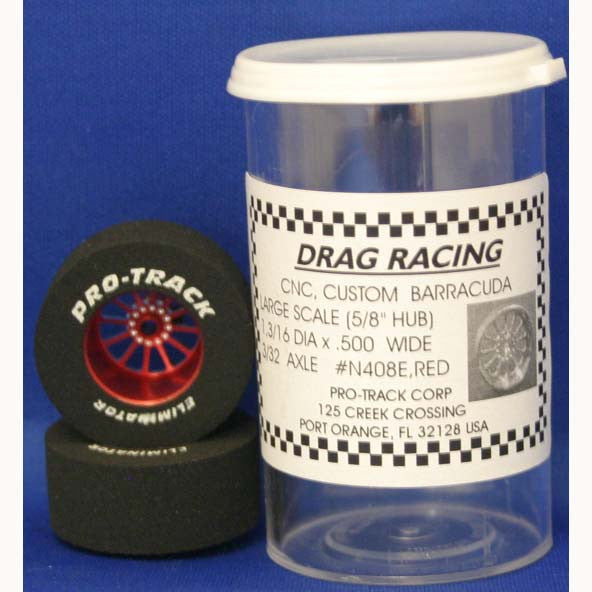 PRO-TRACK
ELIMINATOR
ELIMINATOR
DRAG RACING
CNC, CUSTOM BARRACUDA
LARGE SCALE (5/8" HUB)
1.3/16 DIA x .500 WIDE
3/32 AXLE #N408E,RED
PRO-TRACK CORP
125 CREEK CROSSING
PORT ORANGE, FL 32128 USA